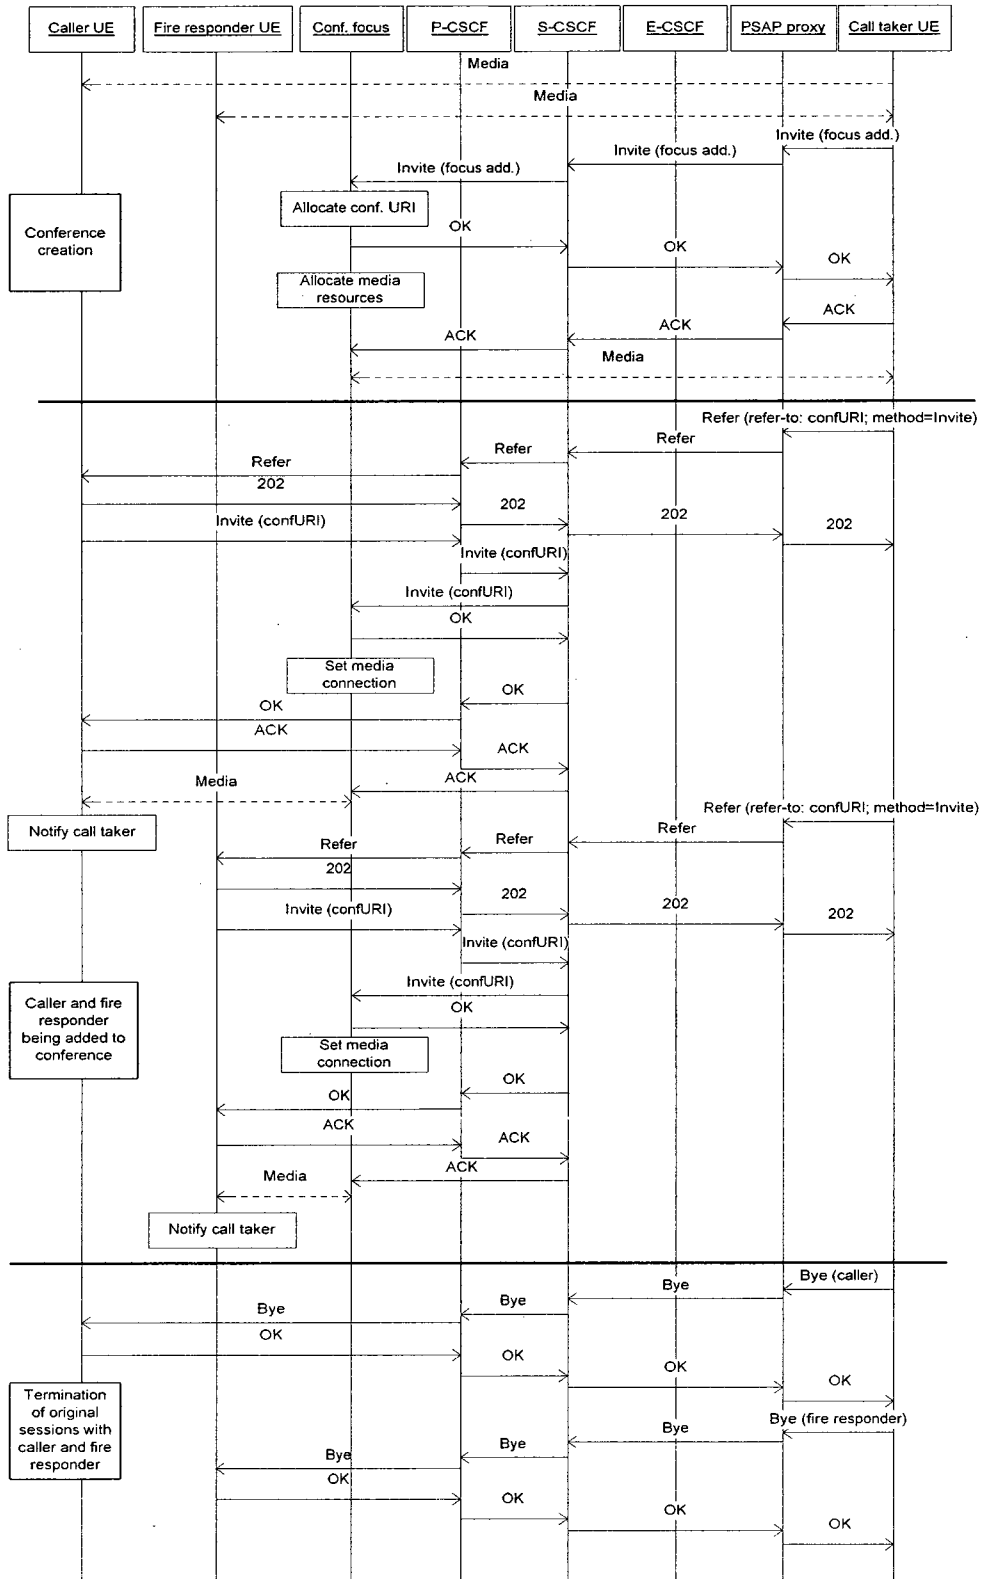 Caller UE
Fire responder UE
Conf. focus
P-CSCF
S-CSCF
E-CSCF
PSAP proxy
Call taker UE
Media
Media
Invite (focus add.)
Invite (focus add.)
Invite (focus add.)
Allocate conf. URI
Conference
creation
OK
OK
OK
Allocate media
resources
ACK
ACK
ACK
Media
Refer (refer-to: confURI; method=Invite)
Refer
Refer
Refer
202
202
202
202
Invite (confURI)
Invite (confURI)
Invite (confURI)
OK
Set media
connection
OK
OK
ACK
ACK
ACK
Media
Notify call taker
Refer (refer-to: confURI; method=Invite)
Refer
Refer
Refer
202
202
202
202
Invite (confURI)
Invite (confURI)
Invite (confURI)
OK
Caller and fire
responder
being added to
conference
Set media
connection
OK
OK
ACK
ACK
ACK
Media
Notify call taker
Bye (caller)
Bye
Bye
Bye
OK
OK
OK
OK
Termination
of original
sessions with
caller and fire
responder
Bye (fire responder)
Bye
Bye
Bye
OK
OK
OK
OK